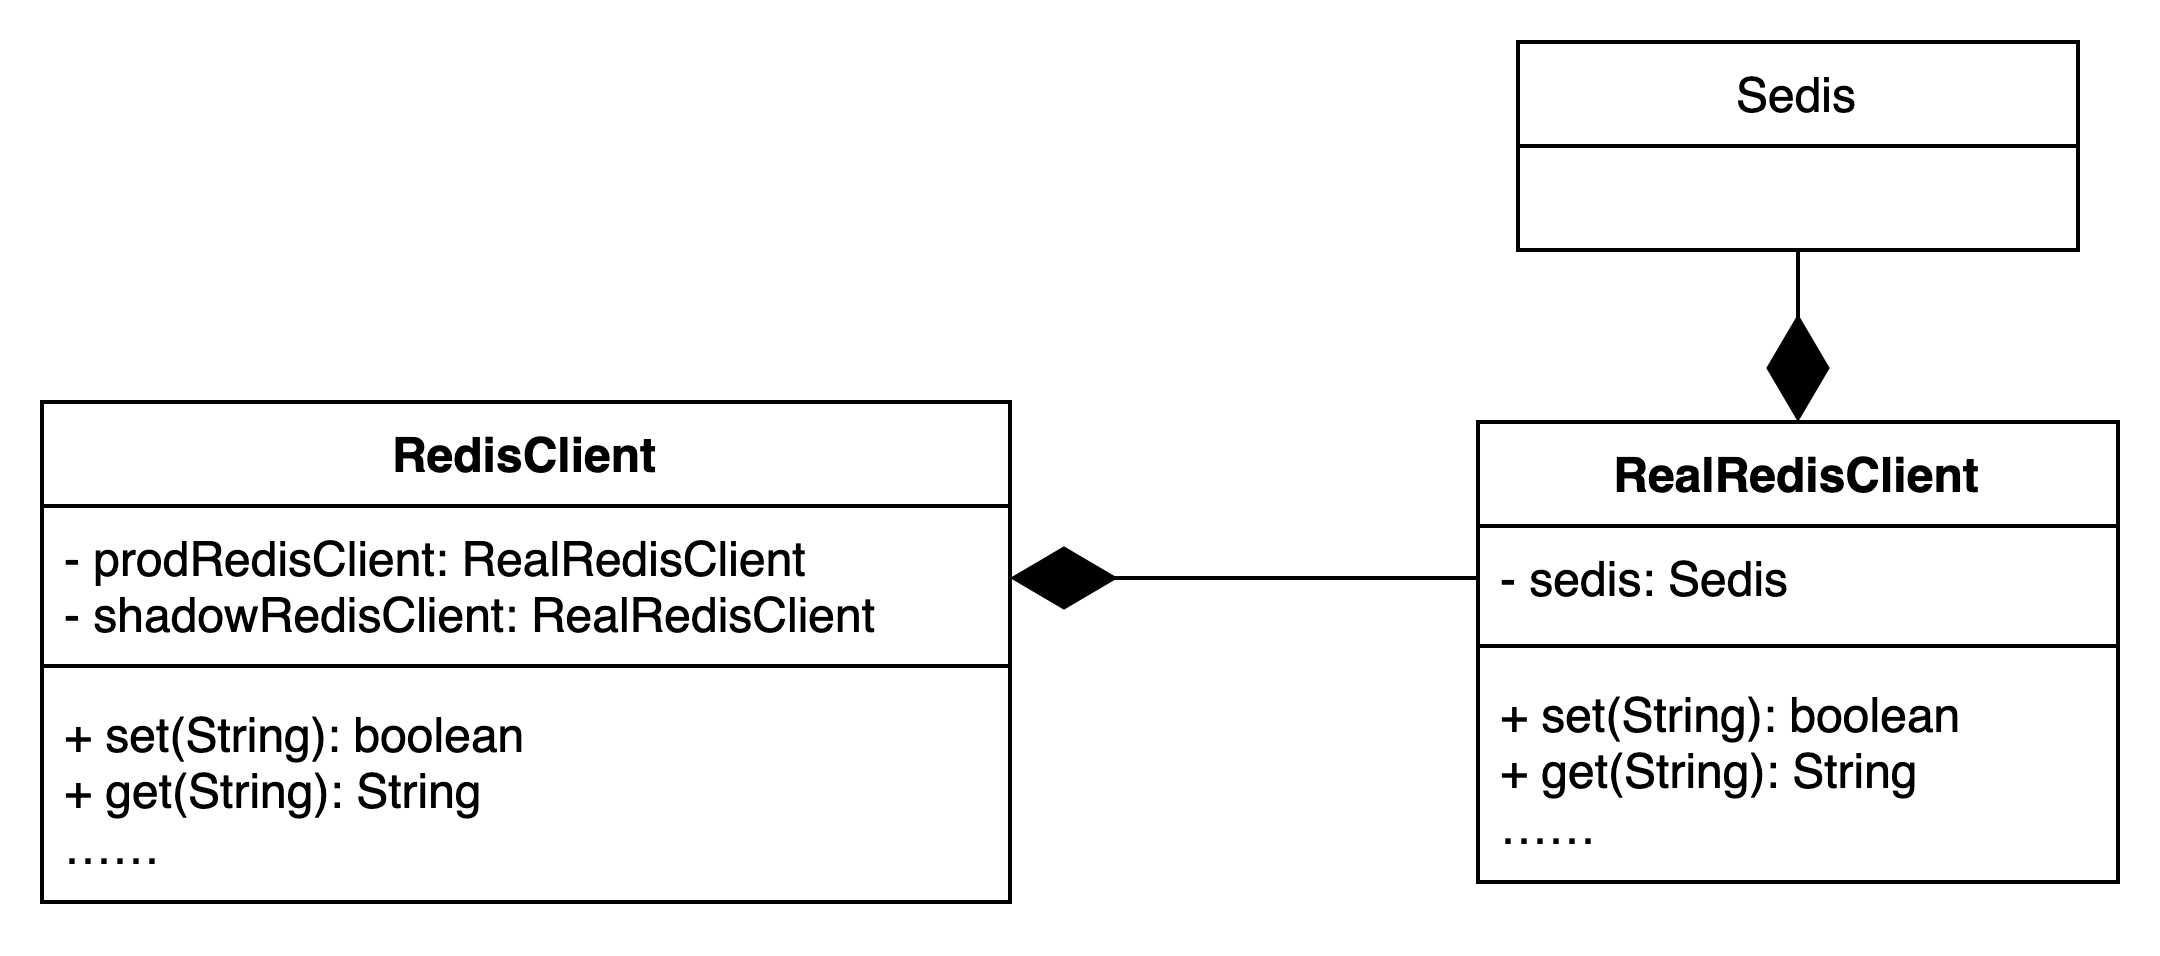 Sedis
RedisClient
- prodRedisClient: RealRedisClient
- shadowRedisClient: RealRedisClient
+ set(String): boolean
+ get(String): String
……
RealRedisClient
- sedis: Sedis
+ set(String): boolean
+ get(String): String
……